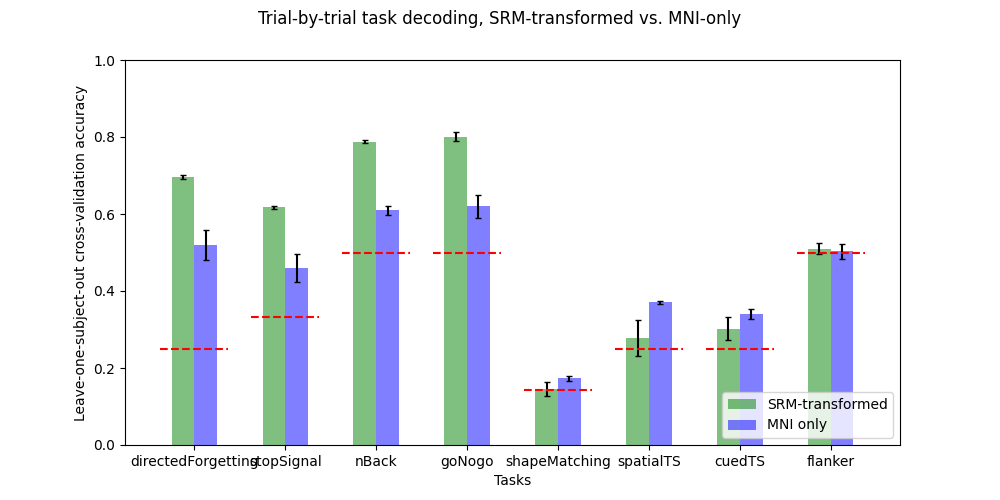 Trial-by-trial task decoding, SRM-transformed vs. MNI-only
Leave-one-subject-out cross-validation accuracy
1.0
0.8
0.6
0.4
0.2
0.0
SRM-transformed
MNI only
directedForgetting stopSignal nBack goNogo shapeMatching spatialTS cuedTS flanker
Tasks